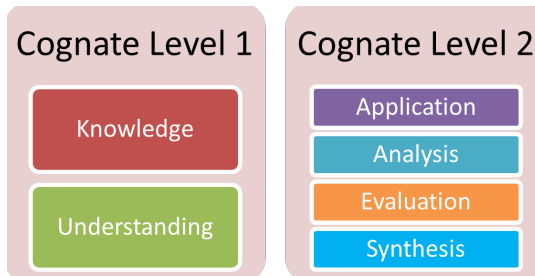 Cognate Level 1
Knowledge
Understanding
Cognate Level 2
Application
Analysis
Evaluation
Synthesis